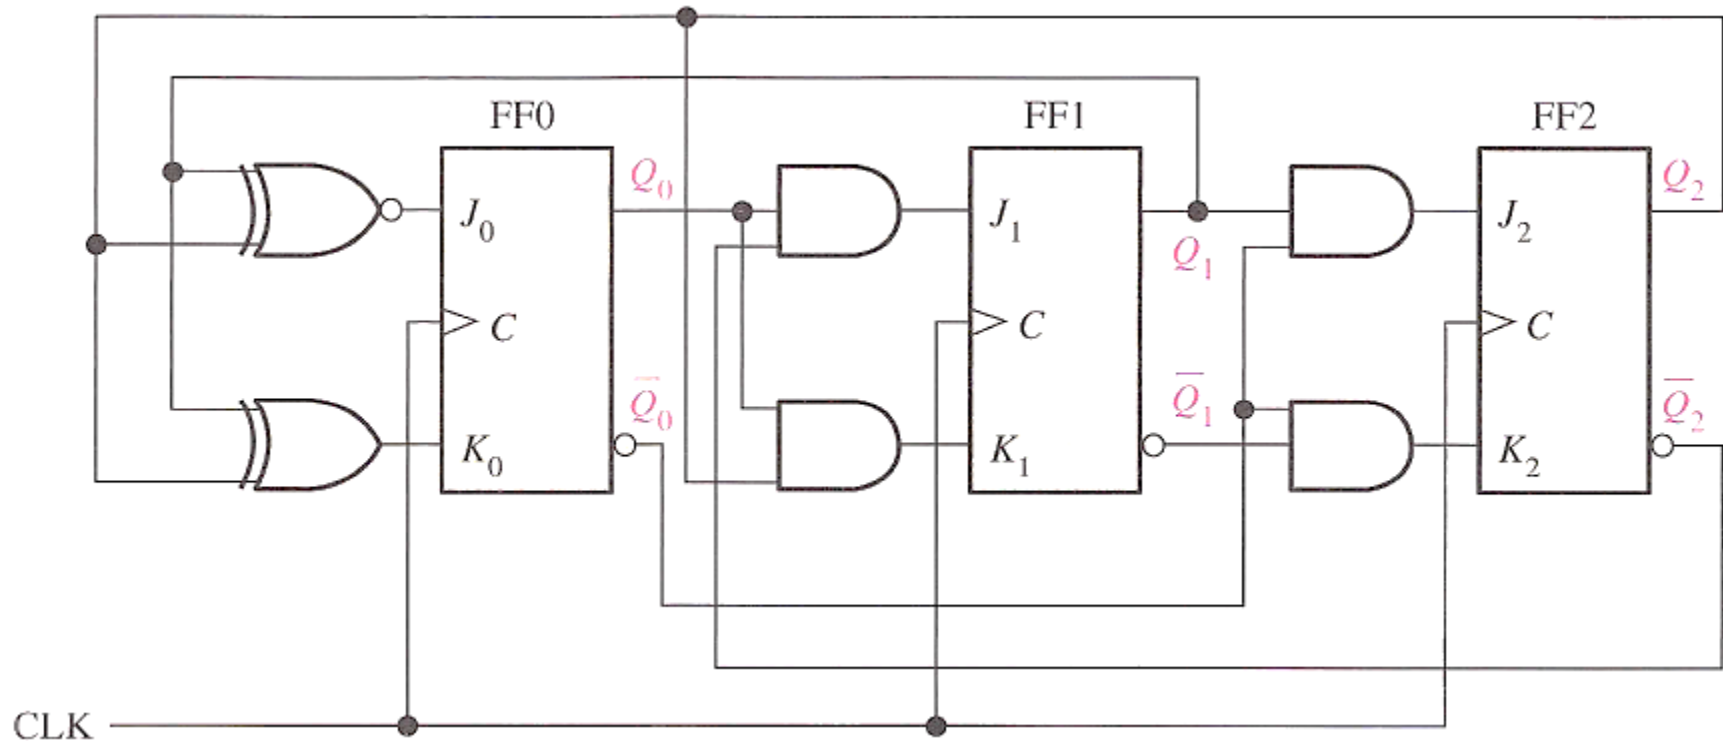 FF0 FF1 FF2
Q₀ Q₂
J₀ J₁ J₂
Q₁
C C C
Q̅₀ Q̅₁ Q̅₂
K₀ K₁ K₂
CLK